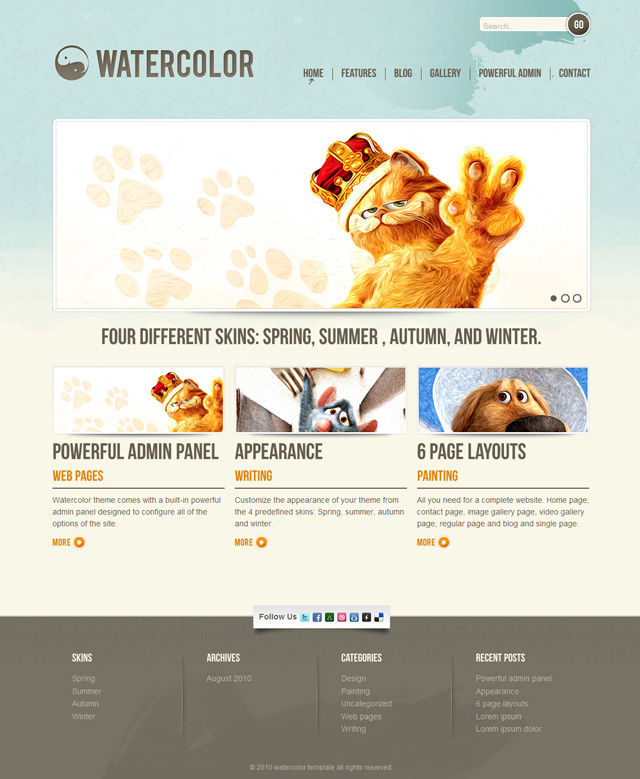 Search...
GO
WATERCOLOR
HOME
FEATURES
BLOG
GALLERY
POWERFUL ADMIN
CONTACT
FOUR DIFFERENT SKINS: SPRING, SUMMER , AUTUMN, AND WINTER.
POWERFUL ADMIN PANEL
WEB PAGES
Watercolor theme comes with a built-in powerful
admin panel designed to configure all of the
options of the site.
MORE
APPEARANCE
WRITING
Customize the appearance of your theme from
the 4 predefined skins: Spring, summer, autumn
and winter.
MORE
6 PAGE LAYOUTS
PAINTING
All you need for a complete website. Home page,
contact page, image gallery page, video gallery
page, regular page and blog and single page.
MORE
Follow Us
SKINS
Spring
Summer
Autumn
Winter
ARCHIVES
August 2010
CATEGORIES
Design
Painting
Uncategorized
Web pages
Writing
RECENT POSTS
Powerful admin panel
Appearance
6 page layouts
Lorem ipsum
Lorem ipsum dolor
© 2010 watercolor template all rights reserved